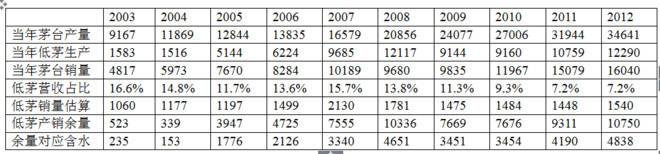 2003 2004 2005 2006 2007 2008 2009 2010 2011 2012
当年茅台产量 9167 11869 12844 13835 16579 20856 24077 27006 31944 34641
当年低茅生产 1583 1516 5144 6224 9685 12117 9144 9160 10759 12290
当年茅台销量 4817 5973 7670 8284 10189 9680 9835 11967 15079 16040
低茅营收占比 16.6% 14.8% 11.7% 13.6% 15.7% 13.8% 11.3% 9.3% 7.2% 7.2%
低茅销量估算 1060 1177 1197 1499 2130 1781 1475 1484 1448 1540
低茅产销余量 523 339 3947 4725 7555 10336 7669 7676 9311 10750
余量对应含水 235 153 1776 2126 3340 4651 3451 3454 4190 4838